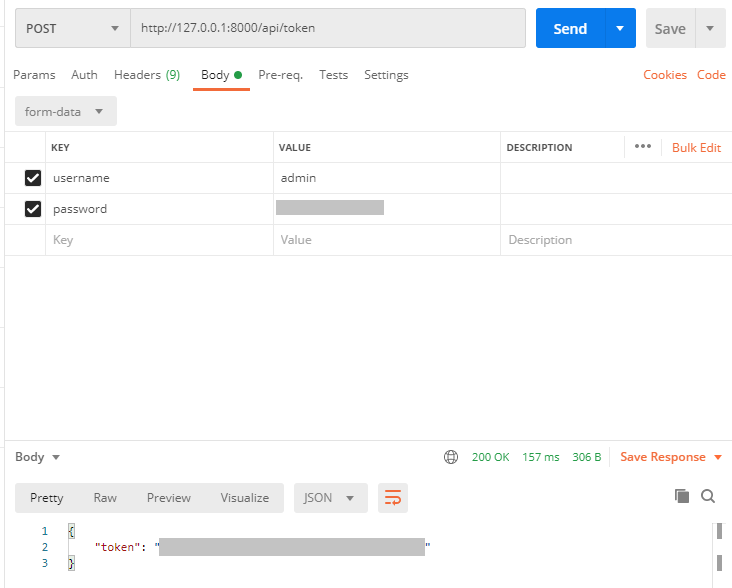 POST http://127.0.0.1:8000/api/token Send Save
Params Auth Headers (9) Body Pre-req. Tests Settings Cookies Code
form-data
KEY VALUE DESCRIPTION ••• Bulk Edit
username admin
password
Key Value Description
Body 200 OK 157 ms 306 B Save Response
Pretty Raw Preview Visualize JSON
1 {
2 "token": ""
3 }